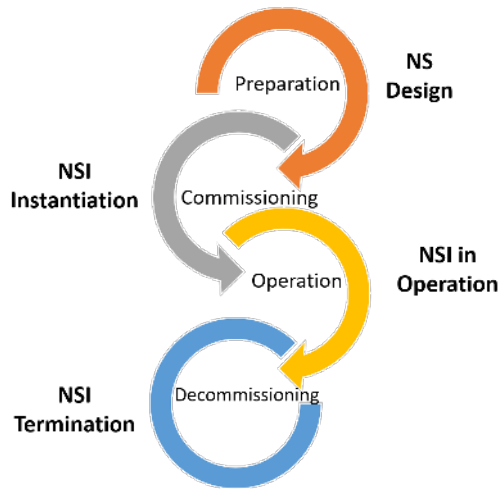 Preparation
NS
Design
NSI
Instantiation
Commissioning
Operation
NSI in
Operation
NSI
Termination
Decommissioning